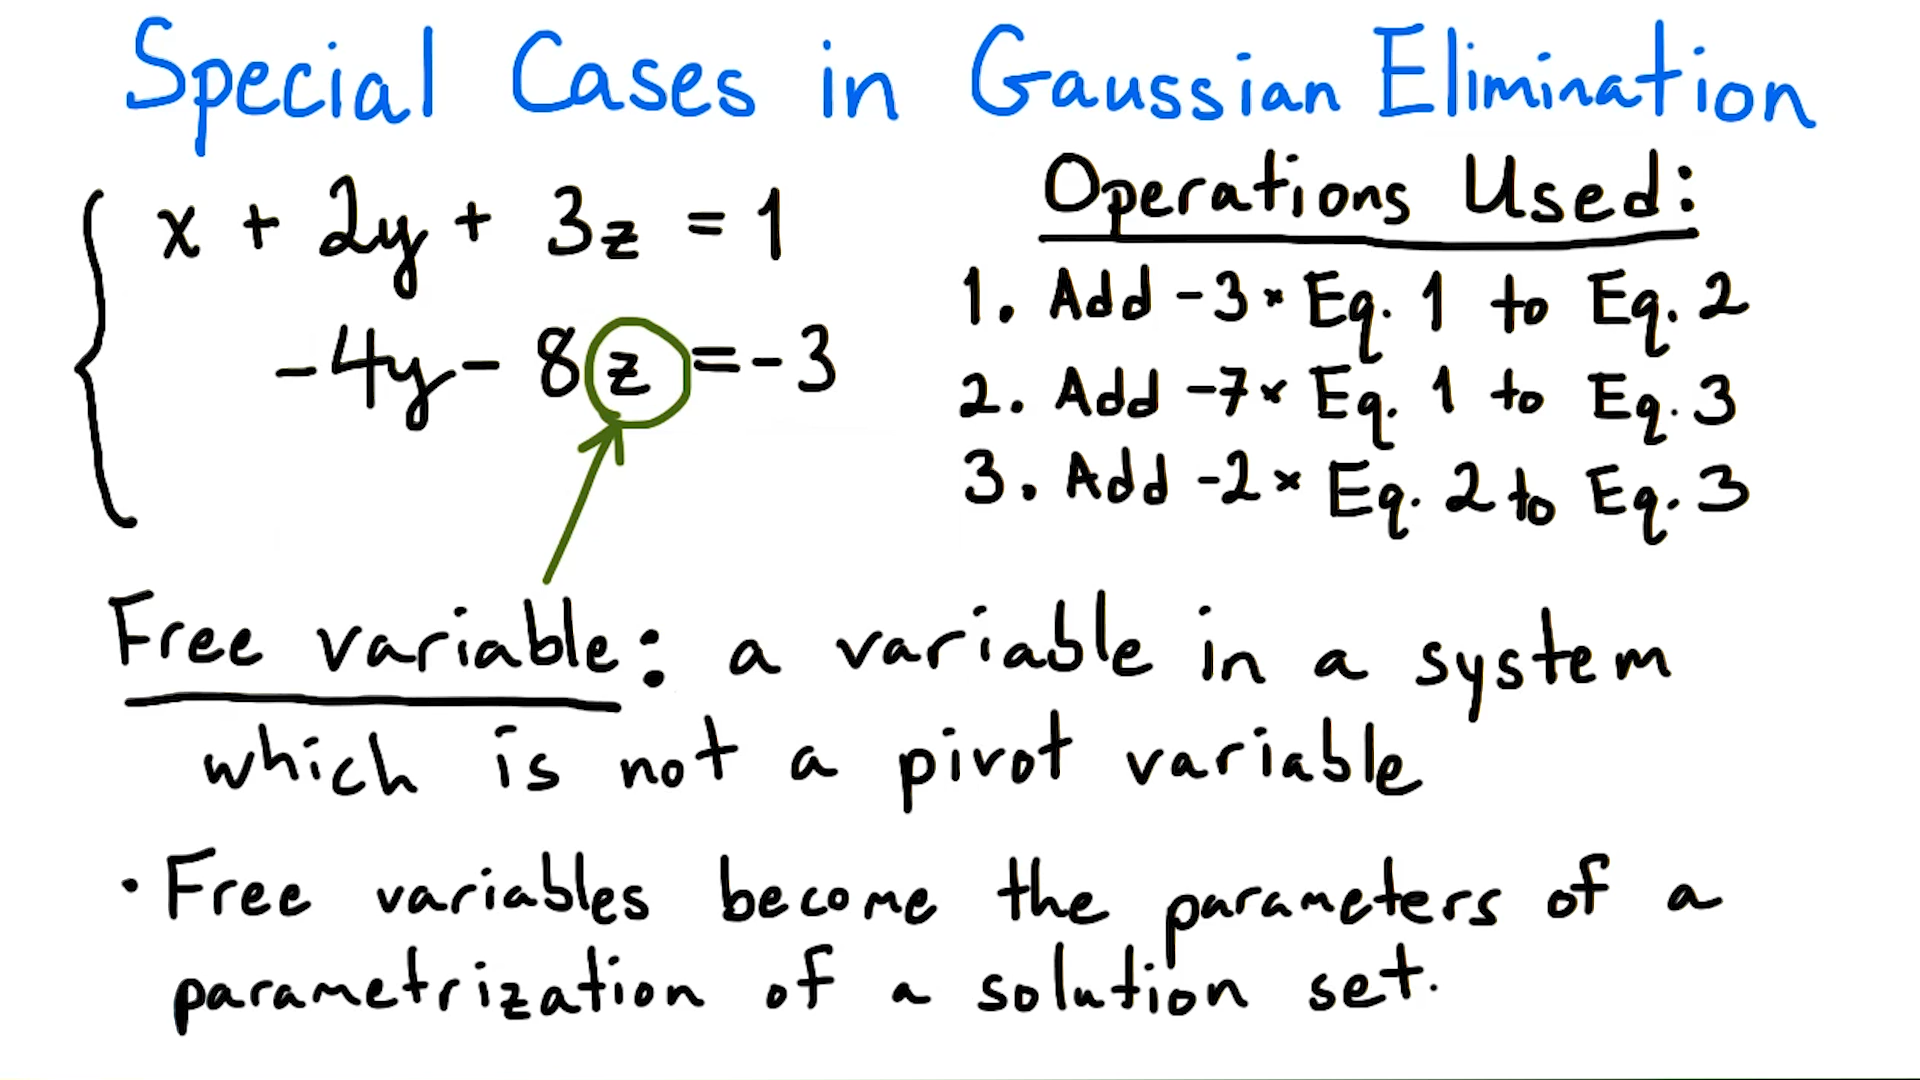 Special Cases in Gaussian Elimination
x + 2y + 3z = 1
-4y - 8z = -3
Operations Used:
1. Add -3 × Eq. 1 to Eq. 2
2. Add -7 × Eq. 1 to Eq. 3
3. Add -2 × Eq. 2 to Eq. 3
Free variable: a variable in a system
which is not a pivot variable
• Free variables become the parameters of a
parametrization of a solution set.